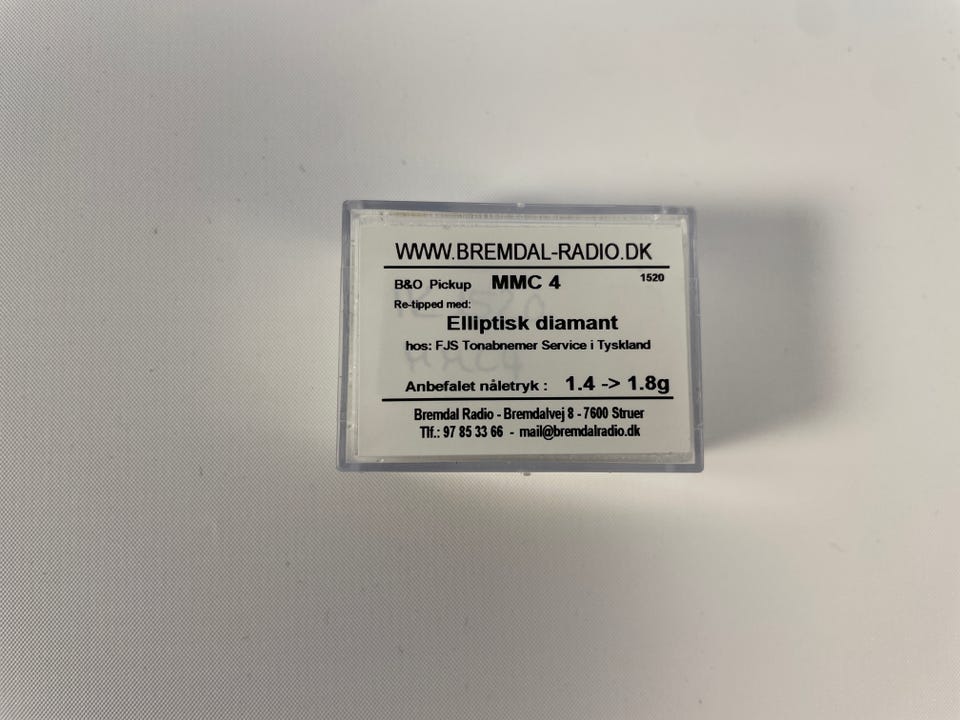 WWW.BREMDAL-RADIO.DK
B&O Pickup MMC 4 1520
Re-tipped med:
Elliptisk diamant
hos: FJS Tonabnemer Service i Tyskland
Anbefalet nåletryk : 1.4 -> 1.8g
Bremdal Radio - Bremdalvej 8 - 7600 Struer
Tlf.: 97 85 33 66 - mail@bremdalradio.dk